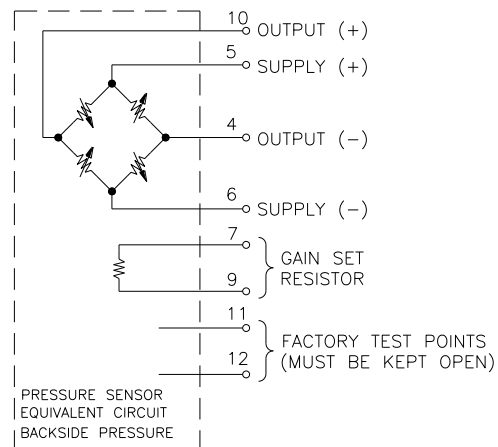 10 OUTPUT (+)
5 SUPPLY (+)
4 OUTPUT (-)
6 SUPPLY (-)
7
GAIN SET
RESISTOR
9
11
FACTORY TEST POINTS
(MUST BE KEPT OPEN)
12
PRESSURE SENSOR
EQUIVALENT CIRCUIT
BACKSIDE PRESSURE